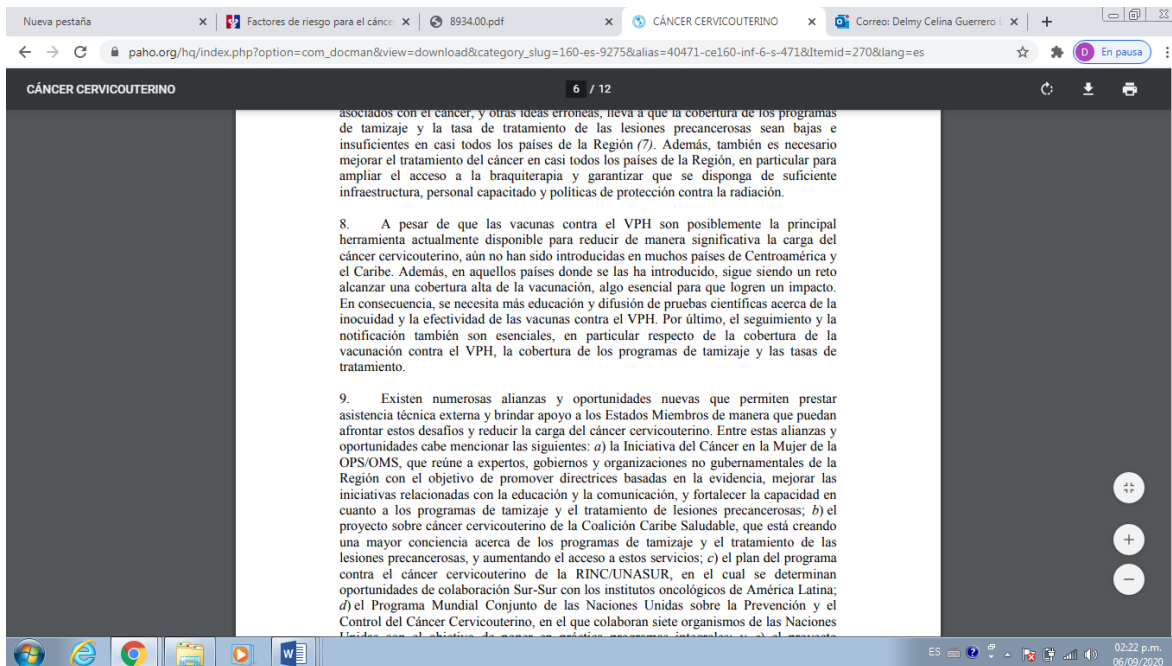 Nueva pestaña
Factores de riesgo para el cánce
8934.00.pdf
CÁNCER CERVICOUTERINO
Correo: Delmy Celina Guerrero
paho.org/hq/index.php?option=com_docman&view=download&category_slug=160-es-9275&alias=40471-ce160-inf-6-s-471&Itemid=270&lang=es
D En pausa
CÁNCER CERVICOUTERINO
6 / 12
asociados con el cáncer, y otras ideas erróneas, lleva a que la cobertura de los programas
de tamizaje y la tasa de tratamiento de las lesiones precancerosas sean bajas e
insuficientes en casi todos los países de la Región (7). Además, también es necesario
mejorar el tratamiento del cáncer en casi todos los países de la Región, en particular para
ampliar el acceso a la braquiterapia y garantizar que se disponga de suficiente
infraestructura, personal capacitado y políticas de protección contra la radiación.
8. A pesar de que las vacunas contra el VPH son posiblemente la principal
herramienta actualmente disponible para reducir de manera significativa la carga del
cáncer cervicouterino, aún no han sido introducidas en muchos países de Centroamérica y
el Caribe. Además, en aquellos países donde se las ha introducido, sigue siendo un reto
alcanzar una cobertura alta de la vacunación, algo esencial para que logren un impacto.
En consecuencia, se necesita más educación y difusión de pruebas científicas acerca de la
inocuidad y la efectividad de las vacunas contra el VPH. Por último, el seguimiento y la
notificación también son esenciales, en particular respecto de la cobertura de la
vacunación contra el VPH, la cobertura de los programas de tamizaje y las tasas de
tratamiento.
9. Existen numerosas alianzas y oportunidades nuevas que permiten prestar
asistencia técnica externa y brindar apoyo a los Estados Miembros de manera que puedan
afrontar estos desafíos y reducir la carga del cáncer cervicouterino. Entre estas alianzas y
oportunidades cabe mencionar las siguientes: a) la Iniciativa del Cáncer en la Mujer de la
OPS/OMS, que reúne a expertos, gobiernos y organizaciones no gubernamentales de la
Región con el objetivo de promover directrices basadas en la evidencia, mejorar las
iniciativas relacionadas con la educación y la comunicación, y fortalecer la capacidad en
cuanto a los programas de tamizaje y el tratamiento de lesiones precancerosas; b) el
proyecto sobre cáncer cervicouterino de la Coalición Caribe Saludable, que está creando
una mayor conciencia acerca de los programas de tamizaje y el tratamiento de las
lesiones precancerosas, y aumentando el acceso a estos servicios; c) el plan del programa
contra el cáncer cervicouterino de la RINC/UNASUR, en el cual se determinan
oportunidades de colaboración Sur-Sur con los institutos oncológicos de América Latina;
d) el Programa Mundial Conjunto de las Naciones Unidas sobre la Prevención y el
Control del Cáncer Cervicouterino, en el que colaboran siete organismos de las Naciones
Unidas con el objetivo de poner en práctica programas integrales; y e) el proyecto
ES
02:22 p.m.
06/09/2020